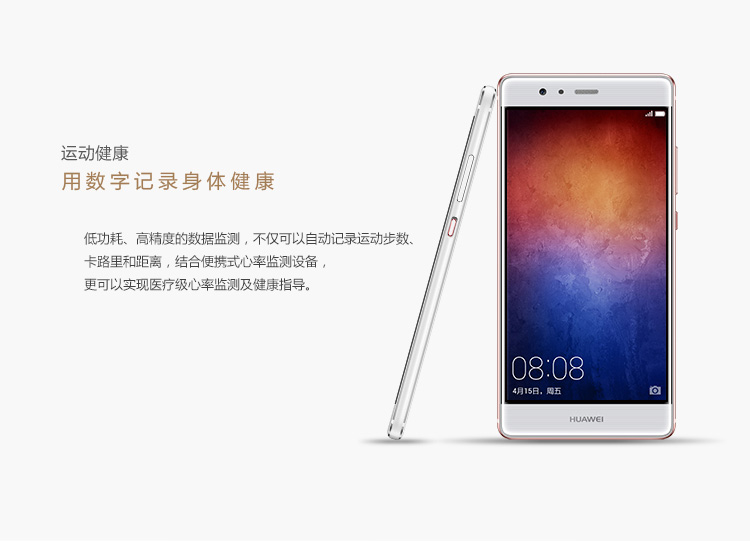 运动健康
用数字记录身体健康
低功耗、高精度的数据监测，不仅可以自动记录运动步数、
卡路里和距离，结合便携式心率监测设备，
更可以实现医疗级心率监测及健康指导。
08:08
4月15日，周五
HUAWEI